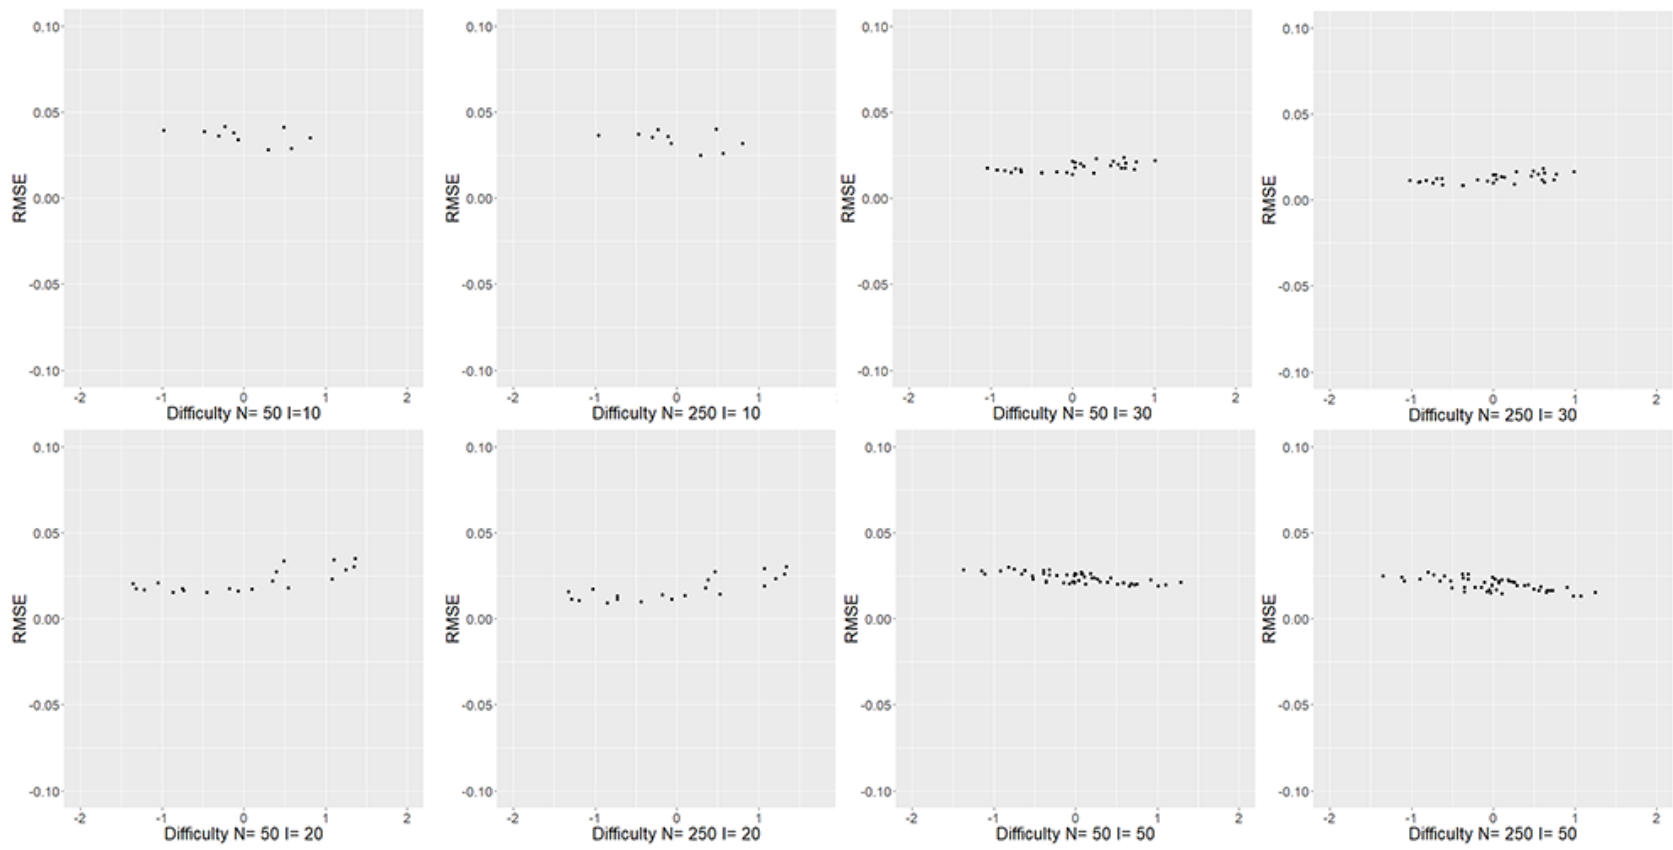 0.10
0.05
0.00
-0.05
-0.10
RMSE
-2 -1 0 1 2
Difficulty N= 50 I=10
0.10
0.05
0.00
-0.05
-0.10
RMSE
-2 -1 0 1
Difficulty N= 250 I= 10
0.10
0.05
0.00
-0.05
-0.10
RMSE
-2 -1 0 1 2
Difficulty N= 50 I= 30
0.10
0.05
0.00
-0.05
-0.10
RMSE
-2 -1 0 1 2
Difficulty N= 250 I= 30
0.10
0.05
0.00
-0.05
-0.10
RMSE
-2 -1 0 1 2
Difficulty N= 50 I= 20
0.10
0.05
0.00
-0.05
-0.10
RMSE
-2 -1 0 1
Difficulty N= 250 I= 20
0.10
0.05
0.00
-0.05
-0.10
RMSE
-2 -1 0 1 2
Difficulty N= 50 I= 50
0.10
0.05
0.00
-0.05
-0.10
RMSE
-2 -1 0 1 2
Difficulty N= 250 I= 50